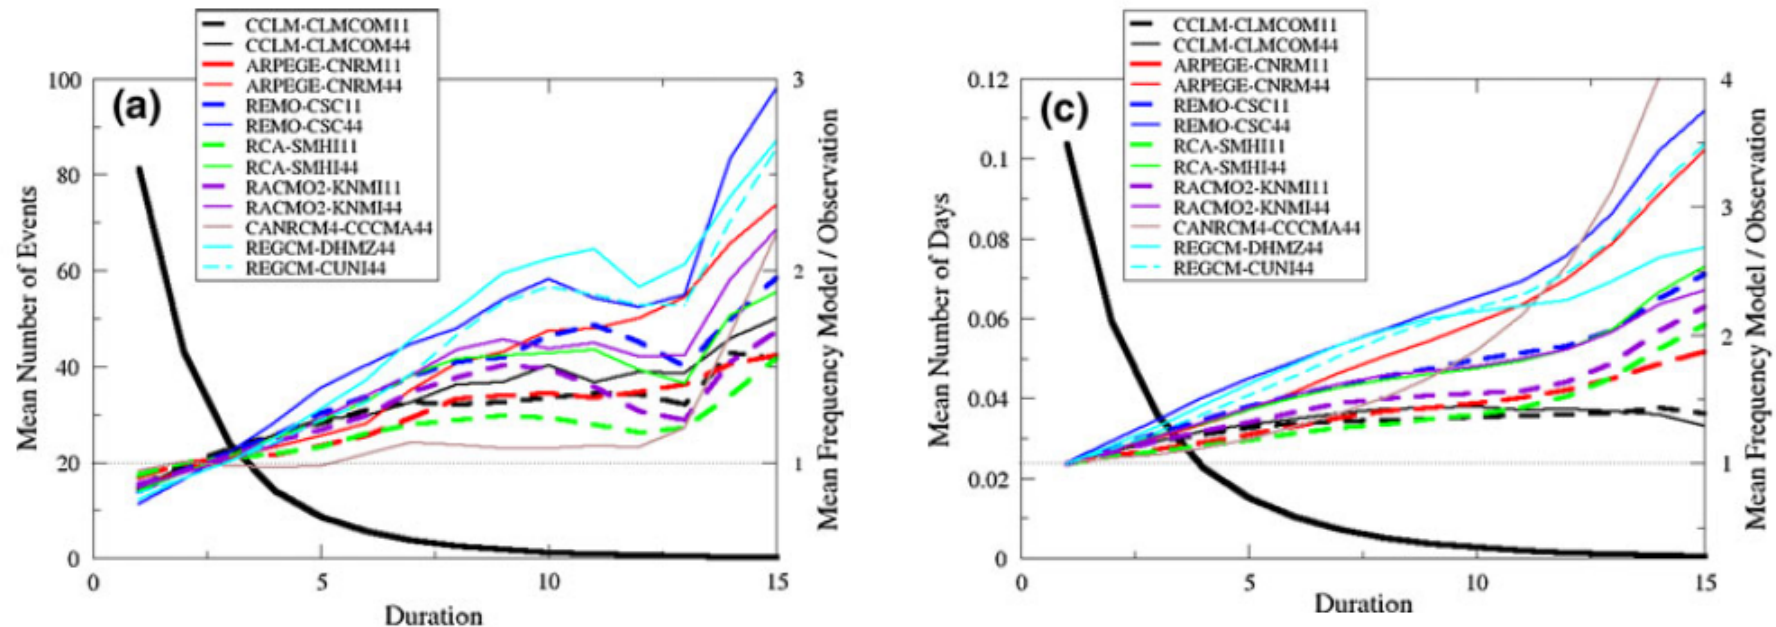 (a)
CCLM-CLMCOM11
CCLM-CLMCOM44
ARPEGE-CNRM11
ARPEGE-CNRM44
REMO-CSC11
REMO-CSC44
RCA-SMHI11
RCA-SMHI44
RACMO2-KNMI11
RACMO2-KNMI44
CANRCM4-CCCMA44
REGCM-DHMZ44
REGCM-CUNI44
Mean Number of Events
100
80
60
40
20
0
0 5 10 15
Duration
3
2
1
Mean Frequency Model / Observation
(c)
CCLM-CLMCOM11
CCLM-CLMCOM44
ARPEGE-CNRM11
ARPEGE-CNRM44
REMO-CSC11
REMO-CSC44
RCA-SMHI11
RCA-SMHI44
RACMO2-KNMI11
RACMO2-KNMI44
CANRCM4-CCCMA44
REGCM-DHMZ44
REGCM-CUNI44
Mean Number of Days
0.12
0.1
0.08
0.06
0.04
0.02
0
0 5 10 15
Duration
4
3
2
1
Mean Frequency Model / Observation